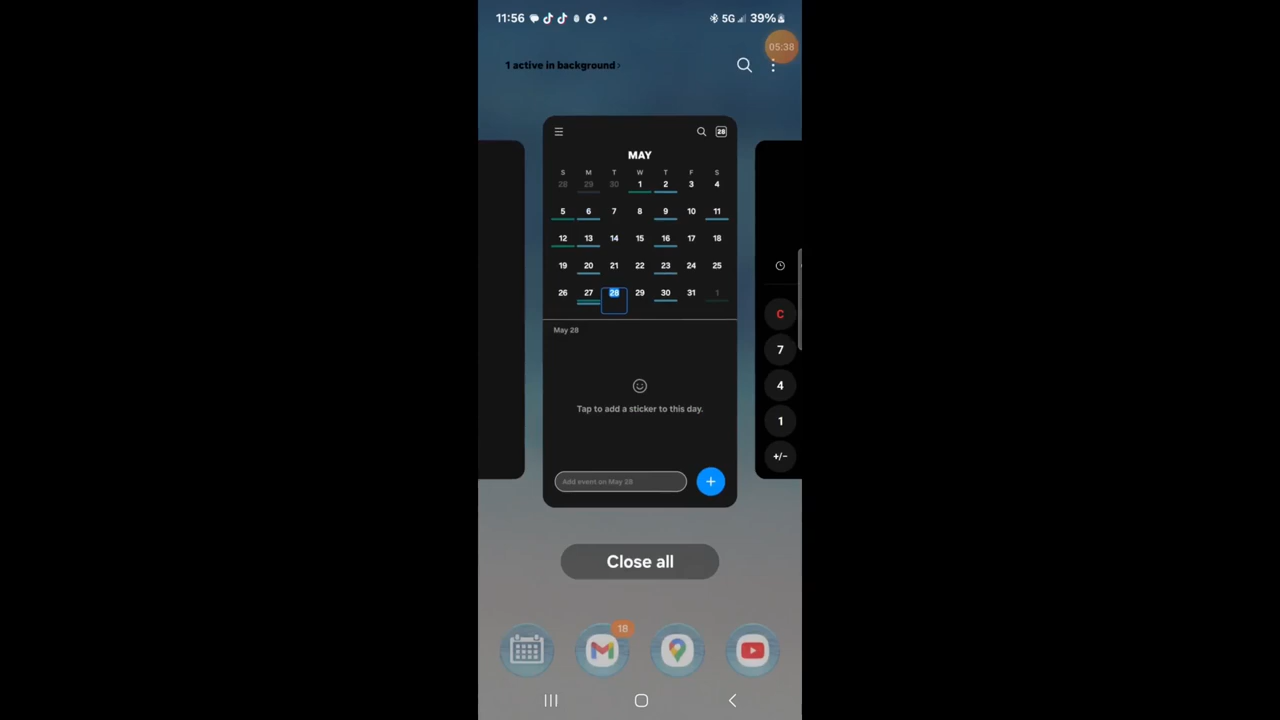 11:56 5G 39%
05:38
1 active in background ›
28
MAY
S M T W T F S
28 29 30 1 2 3 4
5 6 7 8 9 10 11
12 13 14 15 16 17 18
19 20 21 22 23 24 25
26 27 28 29 30 31 1
May 28
Tap to add a sticker to this day.
Add event on May 28
+
C
7
4
1
+/−
Close all
18